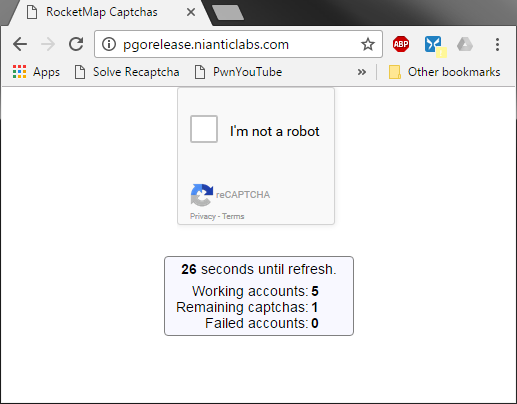 RocketMap Captchas
pgorelease.nianticlabs.com
ABP
Apps
Solve Recaptcha
PwnYouTube
»
Other bookmarks
I'm not a robot
reCAPTCHA
Privacy - Terms
26 seconds until refresh.
Working accounts: 5
Remaining captchas: 1
Failed accounts: 0